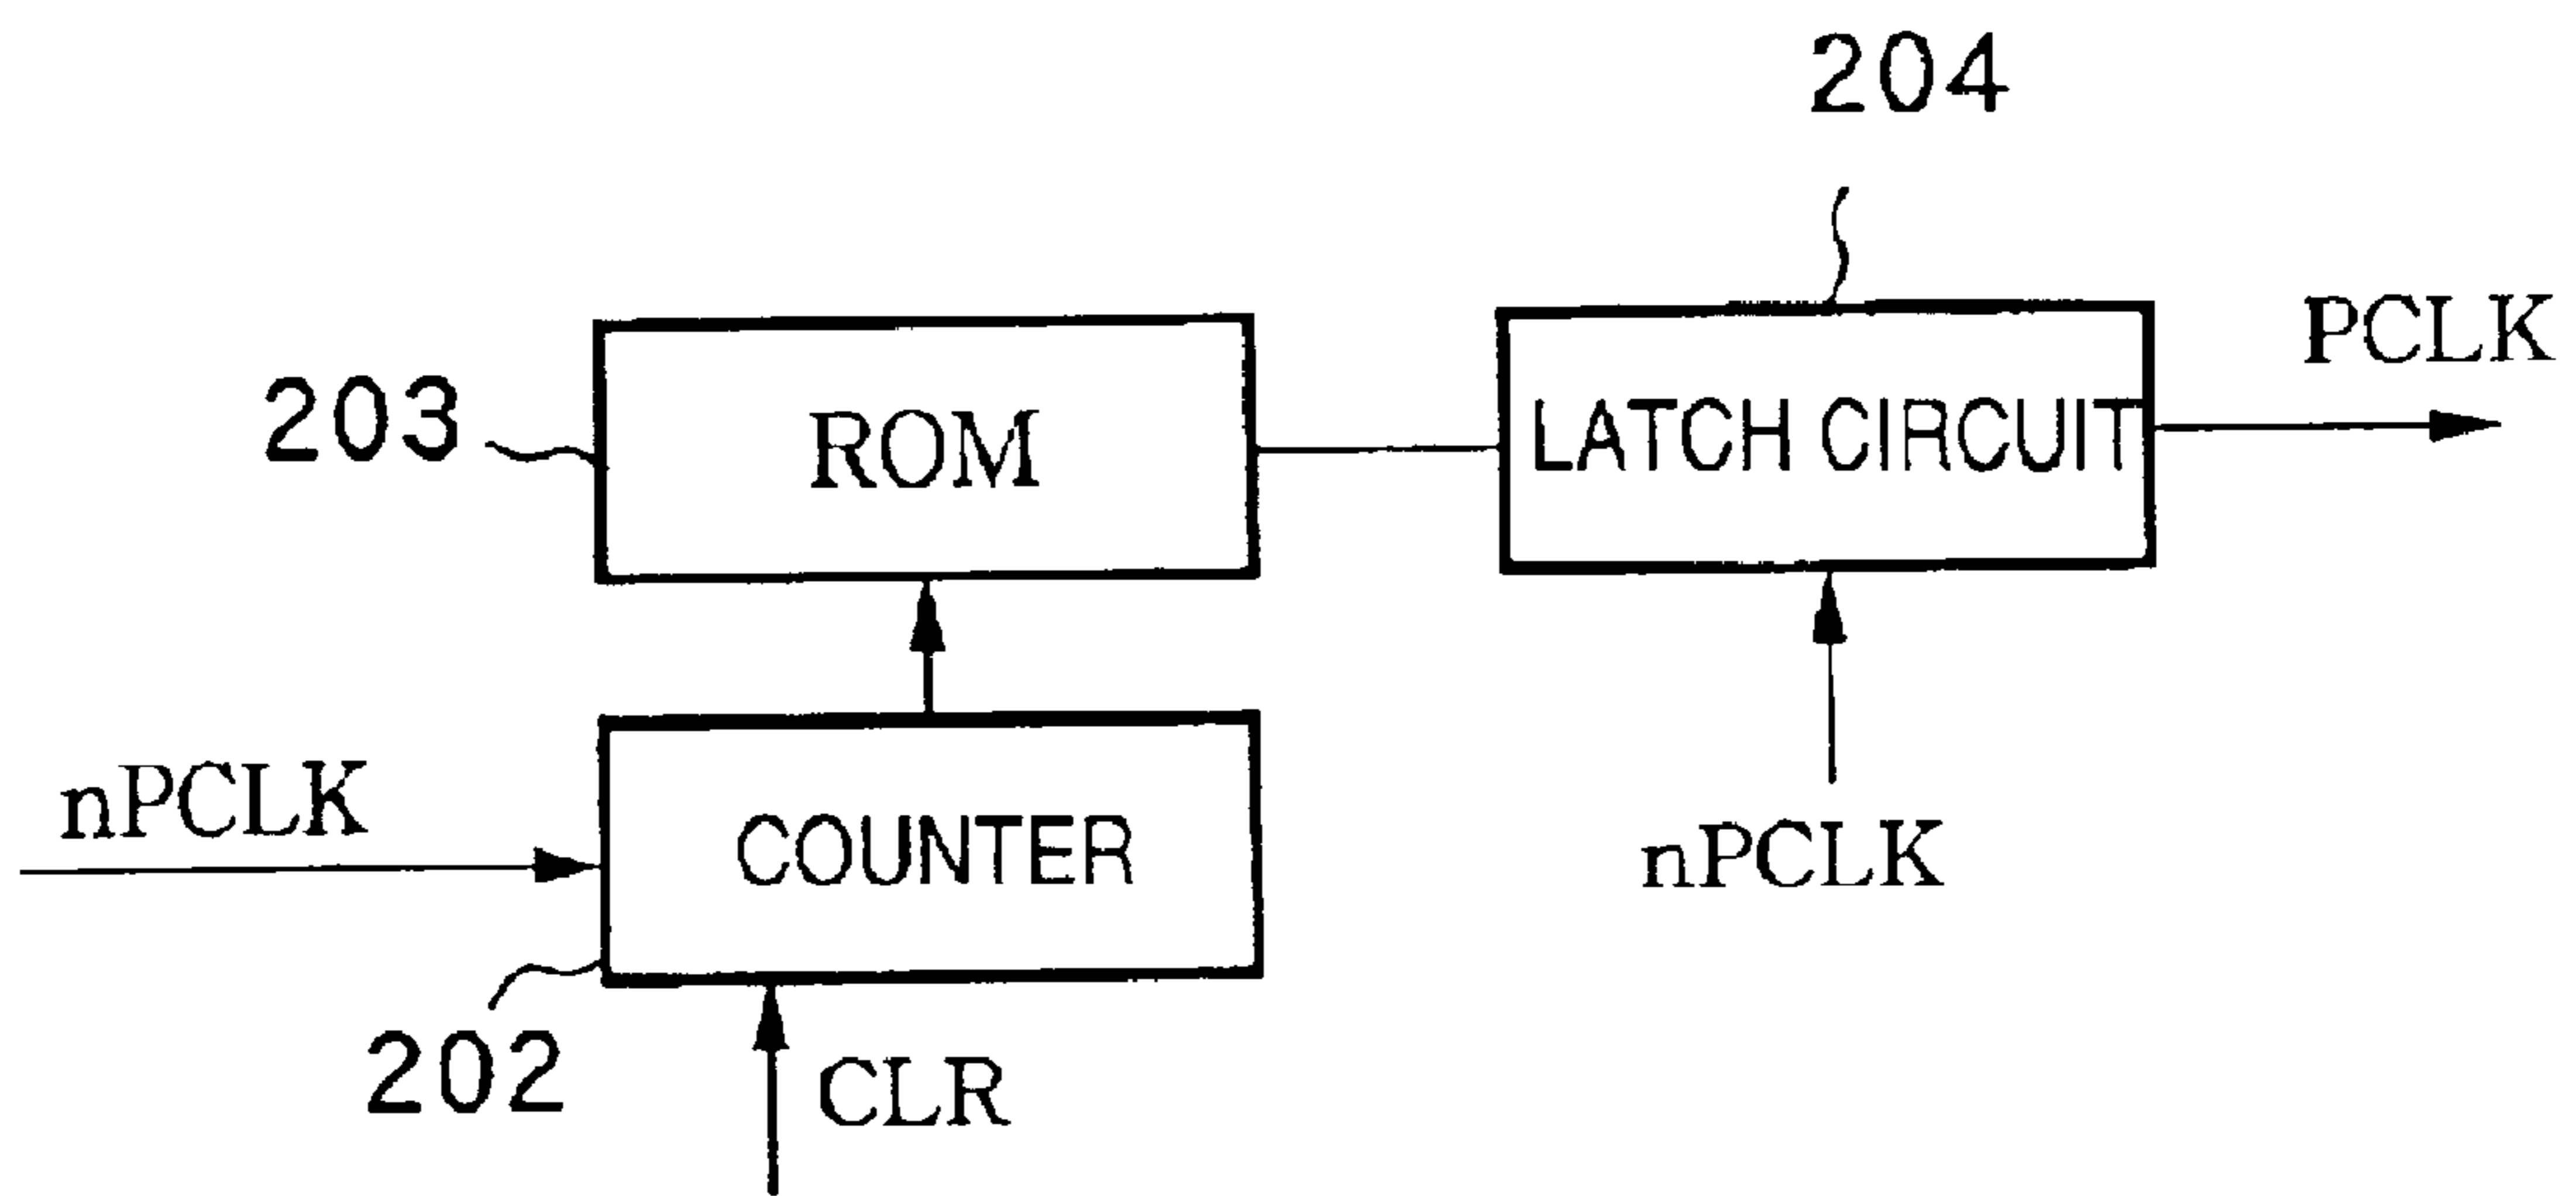 204
PCLK
203
ROM
LATCH CIRCUIT
nPCLK
COUNTER
nPCLK
202
CLR